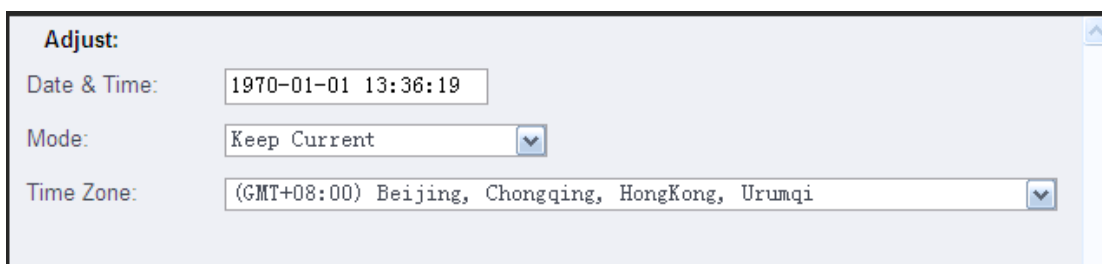 Adjust:
Date & Time: 1970-01-01 13:36:19
Mode: Keep Current
Time Zone: (GMT+08:00) Beijing, Chongqing, HongKong, Urumqi